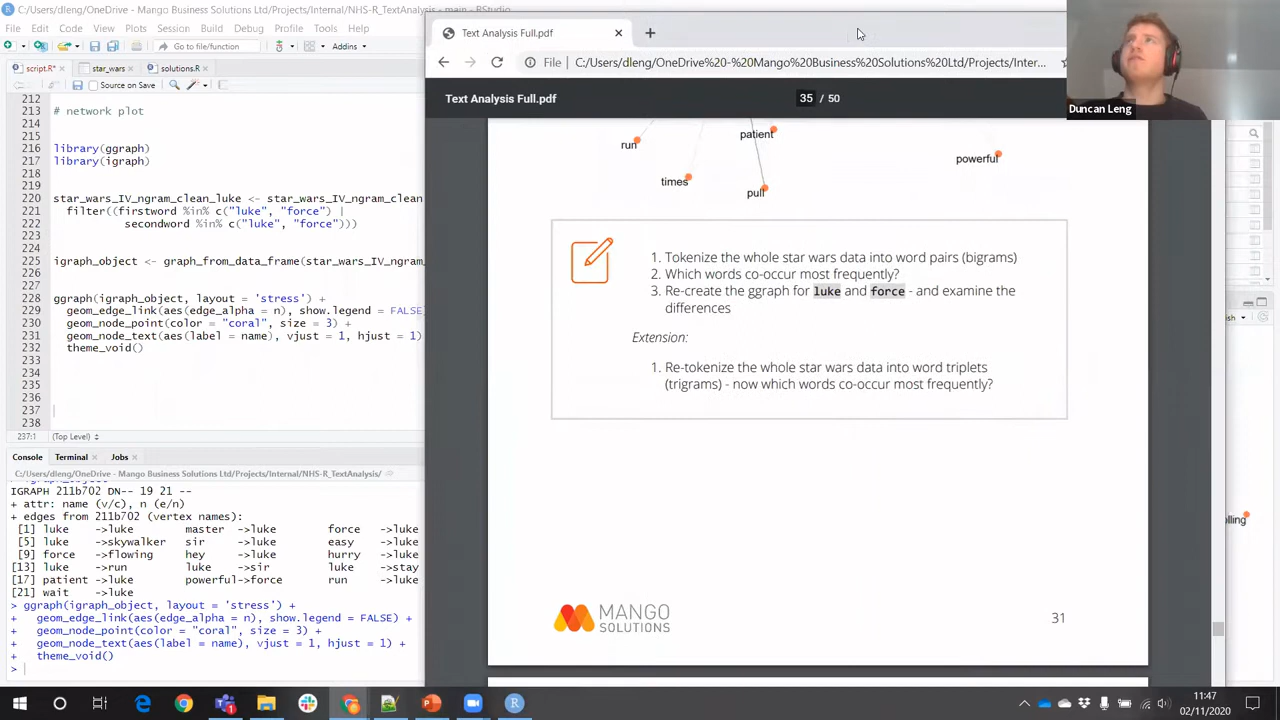 C:/Users/dleng/OneDrive - Mango Business Solutions Ltd/Projects/Internal/NHS-R_TextAnalysis - RStudio
File Edit Code View Plots Session Build Debug Profile Tools Help
Go to file/function
Addins
script.R*
star_wars
solutions.R
Source on Save
212
213 # network plot
214
215
216 library(ggraph)
217 library(igraph)
218
219
220 star_wars_IV_ngram_clean_luke <- star_wars_IV_ngram_clean
221 filter((firstword %in% c("luke", "force") |
222 secondword %in% c("luke", "force")))
223
224
225 igraph_object <- graph_from_data_frame(star_wars_IV_ngram
226
227
228 ggraph(igraph_object, layout = 'stress') +
229 geom_edge_link(aes(edge_alpha = n), show.legend = FALSE)
230 geom_node_point(color = "coral", size = 3) +
231 geom_node_text(aes(label = name), vjust = 1, hjust = 1)
232 theme_void()
233
234
235
236
237
238
237:1 (Top Level)
Console Terminal Jobs
C:/Users/dleng/OneDrive - Mango Business Solutions Ltd/Projects/Internal/NHS-R_TextAnalysis/
IGRAPH 211b702 DN-- 19 21 --
+ attr: name (v/c), n (e/n)
+ edges from 211b702 (vertex names):
[1] luke ->luke master ->luke force ->luke
[5] luke ->skywalker sir ->luke easy ->luke
[9] force ->flowing hey ->luke hurry ->luke
[13] luke ->run luke ->sir luke ->stay
[17] patient ->luke powerful->force run ->luke
[21] wait ->luke
> ggraph(igraph_object, layout = 'stress') +
+ geom_edge_link(aes(edge_alpha = n), show.legend = FALSE) +
+ geom_node_point(color = "coral", size = 3) +
+ geom_node_text(aes(label = name), vjust = 1, hjust = 1) +
+ theme_void()
>
Text Analysis Full.pdf
File | C:/Users/dleng/OneDrive%20-%20Mango%20Business%20Solutions%20Ltd/Projects/Inter...
Text Analysis Full.pdf
35 / 50
run
patient
times
pull
powerful
1. Tokenize the whole star wars data into word pairs (bigrams)
2. Which words co-occur most frequently?
3. Re-create the ggraph for luke and force - and examine the
differences
Extension:
1. Re-tokenize the whole star wars data into word triplets
(trigrams) - now which words co-occur most frequently?
MANGO
SOLUTIONS
31
Duncan Leng
11:47
02/11/2020